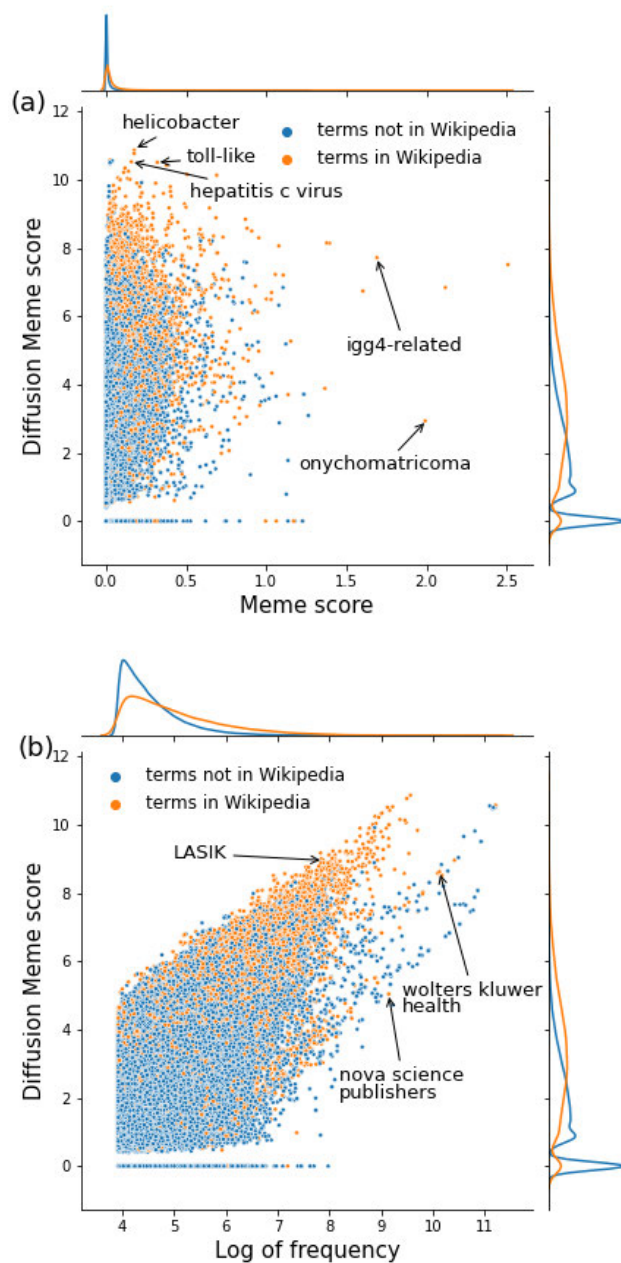 (a)
12
10
8
6
4
2
0
Diffusion Meme score
helicobacter
toll-like
hepatitis c virus
terms not in Wikipedia
terms in Wikipedia
igg4-related
onychomatricoma
0.0 0.5 1.0 1.5 2.0 2.5
Meme score
(b)
12
10
8
6
4
2
0
Diffusion Meme score
terms not in Wikipedia
terms in Wikipedia
LASIK
wolters kluwer
health
nova science
publishers
4 5 6 7 8 9 10 11
Log of frequency